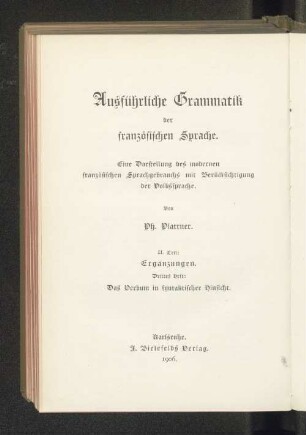 Ausführliche Grammatik
der
französischen Sprache.
Eine Darstellung des modernen
französischen Sprachgebrauchs mit Berücksichtigung
der Volkssprache.
Von
Ph. Plattner.
II. Teil:
Ergänzungen.
Drittes Heft:
Das Verbum in syntaktischer Hinsicht.
Karlsruhe.
J. Bielefelds Verlag.
1906.